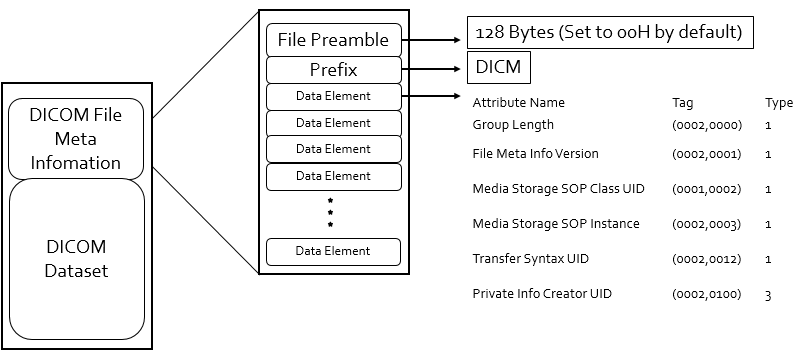 DICOM File
Meta
Infomation
DICOM
Dataset
File Preamble
Prefix
Data Element
Data Element
Data Element
Data Element
Data Element
128 Bytes (Set to 00H by default)
DICM
Attribute Name Tag Type
Group Length (0002,0000) 1
File Meta Info Version (0002,0001) 1
Media Storage SOP Class UID (0001,0002) 1
Media Storage SOP Instance (0002,0003) 1
Transfer Syntax UID (0002,0012) 1
Private Info Creator UID (0002,0100) 3